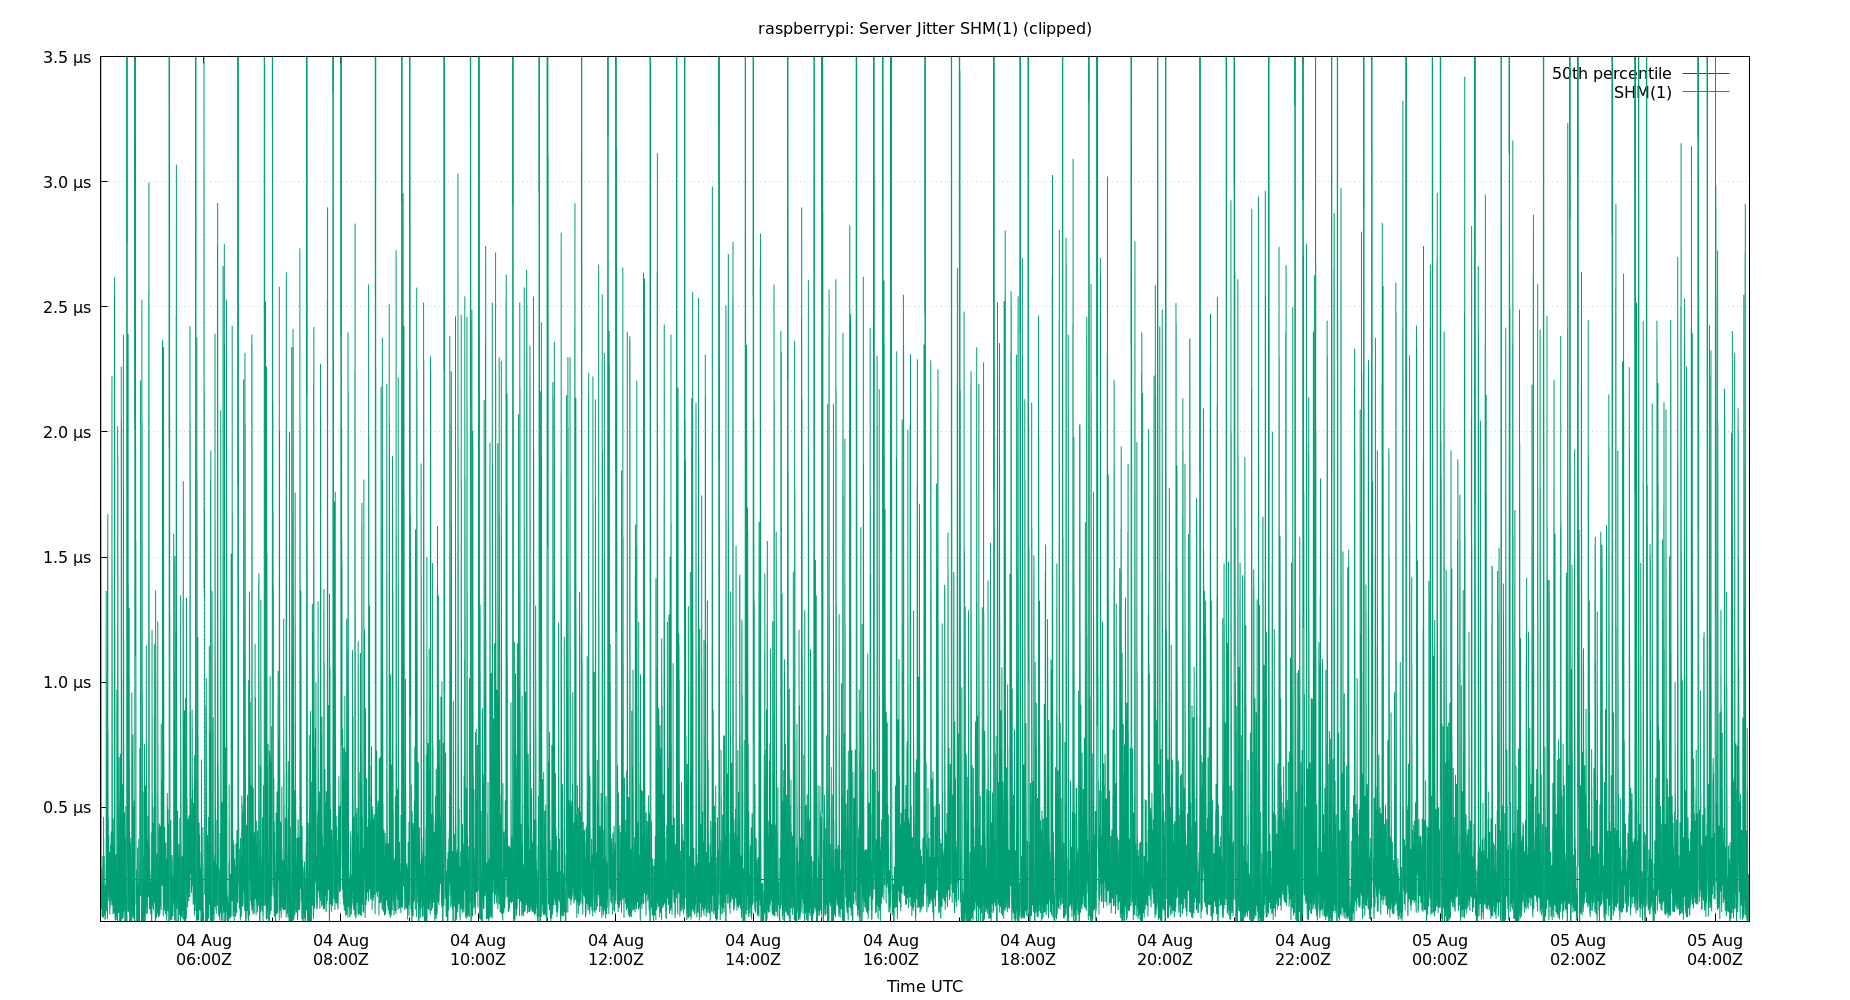 raspberrypi: Server Jitter SHM(1) (clipped)
3.5 μs
3.0 μs
2.5 μs
2.0 μs
1.5 μs
1.0 μs
0.5 μs
50th percentile
SHM(1)
04 Aug 04 Aug 04 Aug 04 Aug 04 Aug 04 Aug 04 Aug 04 Aug 04 Aug 05 Aug 05 Aug 05 Aug
06:00Z 08:00Z 10:00Z 12:00Z 14:00Z 16:00Z 18:00Z 20:00Z 22:00Z 00:00Z 02:00Z 04:00Z
Time UTC